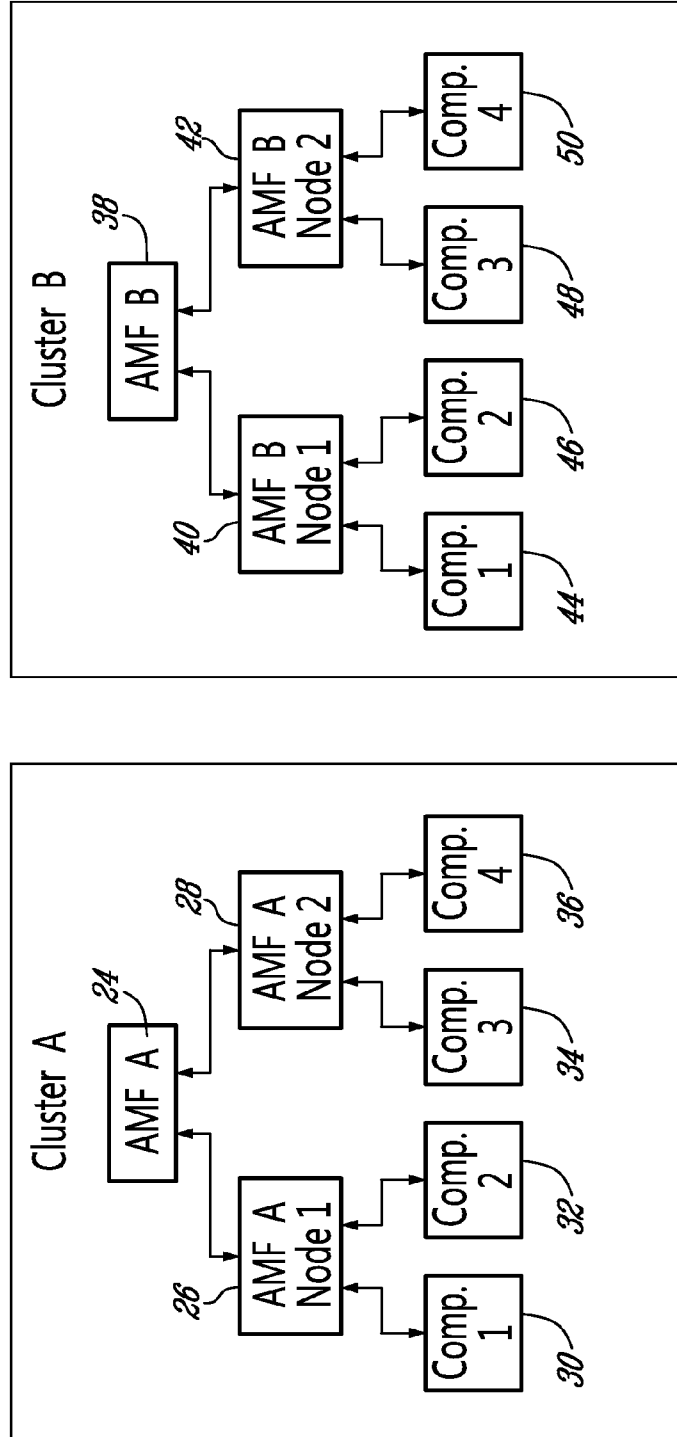 Cluster A
AMF A
24
AMF A
Node 1
26
AMF A
Node 2
28
Comp.
1
30
Comp.
2
32
Comp.
3
34
Comp.
4
36
Cluster B
AMF B
38
AMF B
Node 1
40
AMF B
Node 2
42
Comp.
1
44
Comp.
2
46
Comp.
3
48
Comp.
4
50